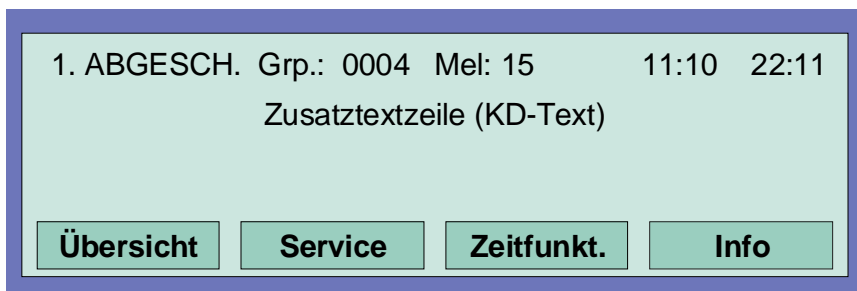 1. ABGESCH. Grp.: 0004 Mel: 15 11:10 22:11
Zusatztextzeile (KD-Text)
Übersicht Service Zeitfunkt. Info